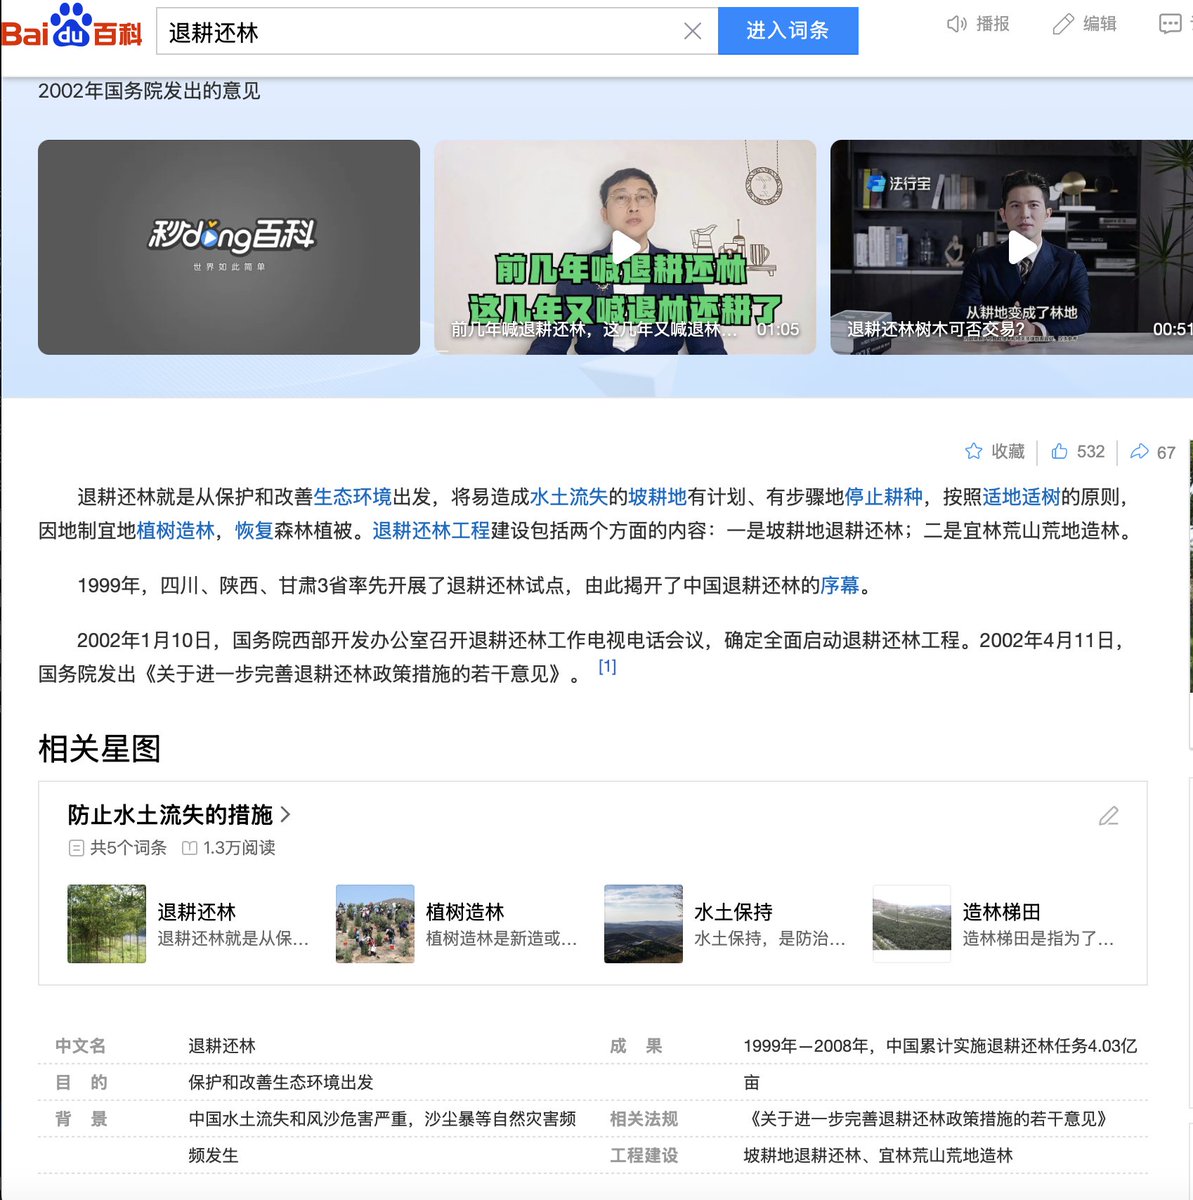 Baidu百科
退耕还林
进入词条
播报
编辑
2002年国务院发出的意见
秒dong百科
世界如此简单
前几年喊退耕还林
这几年又喊退林还耕了
前几年喊退耕还林，这几年又喊退林... 01:05
法行宝
从耕地变成了林地
退耕还林树木可否交易？ 00:51
收藏 532 67
退耕还林就是从保护和改善生态环境出发，将易造成水土流失的坡耕地有计划、有步骤地停止耕种，按照适地适树的原则，
因地制宜地植树造林，恢复森林植被。退耕还林工程建设包括两个方面的内容：一是坡耕地退耕还林；二是宜林荒山荒地造林。
1999年，四川、陕西、甘肃3省率先开展了退耕还林试点，由此揭开了中国退耕还林的序幕。
2002年1月10日，国务院西部开发办公室召开退耕还林工作电视电话会议，确定全面启动退耕还林工程。2002年4月11日，
国务院发出《关于进一步完善退耕还林政策措施的若干意见》。 [1]
相关星图
防止水土流失的措施
共5个词条 1.3万阅读
退耕还林
退耕还林就是从保...
植树造林
植树造林是新造或...
水土保持
水土保持，是防治...
造林梯田
造林梯田是指为了...
中文名 退耕还林
目 的 保护和改善生态环境出发
背 景 中国水土流失和风沙危害严重，沙尘暴等自然灾害频
频发生
成 果 1999年—2008年，中国累计实施退耕还林任务4.03亿
亩
相关法规 《关于进一步完善退耕还林政策措施的若干意见》
工程建设 坡耕地退耕还林、宜林荒山荒地造林